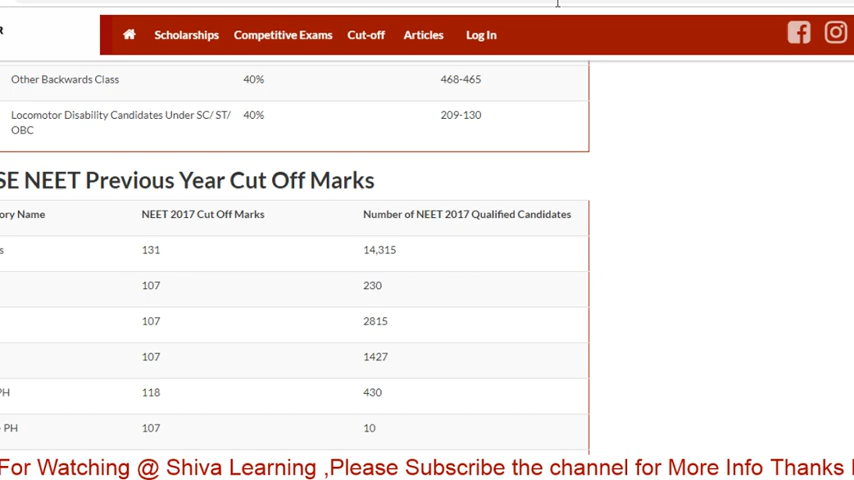 R
Scholarships Competitive Exams Cut-off Articles Log In
Other Backwards Class 40% 468-465
Locomotor Disability Candidates Under SC/ ST/ 40% 209-130
OBC
SE NEET Previous Year Cut Off Marks
ory Name NEET 2017 Cut Off Marks Number of NEET 2017 Qualified Candidates
s 131 14,315
107 230
107 2815
107 1427
PH 118 430
PH 107 10
For Watching @ Shiva Learning ,Please Subscribe the channel for More Info Thanks